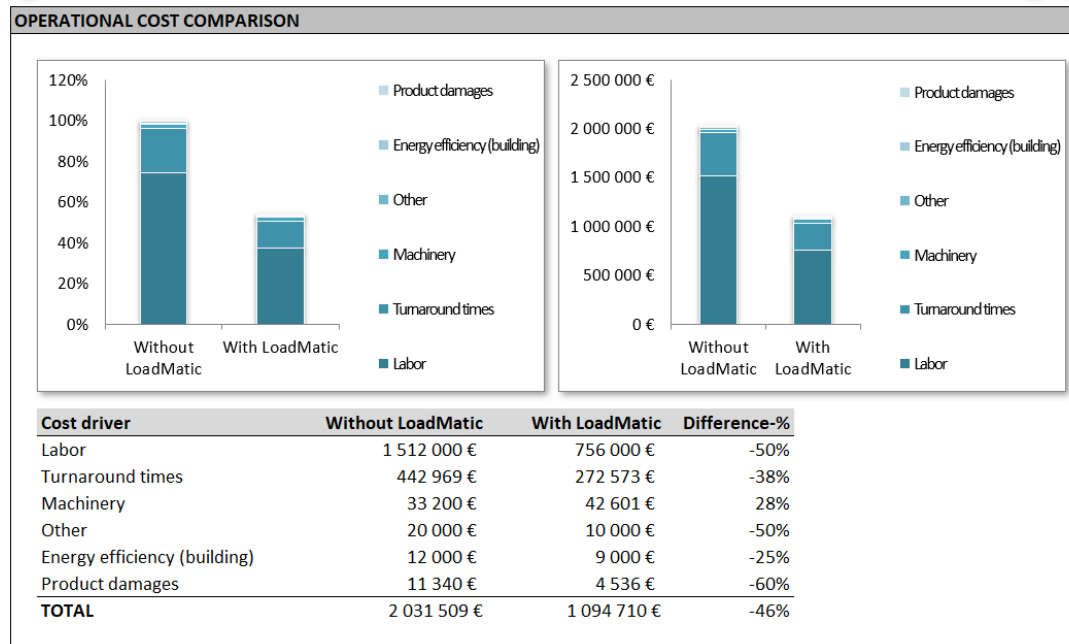 OPERATIONAL COST COMPARISON
120%
100%
80%
60%
40%
20%
0%
Without
LoadMatic
With LoadMatic
Product damages
Energy efficiency (building)
Other
Machinery
Turnaround times
Labor
2 500 000 €
2 000 000 €
1 500 000 €
1 000 000 €
500 000 €
0 €
Without
LoadMatic
With
LoadMatic
Product damages
Energy efficiency (building)
Other
Machinery
Turnaround times
Labor
Cost driver Without LoadMatic With LoadMatic Difference-%
Labor 1 512 000 € 756 000 € -50%
Turnaround times 442 969 € 272 573 € -38%
Machinery 33 200 € 42 601 € 28%
Other 20 000 € 10 000 € -50%
Energy efficiency (building) 12 000 € 9 000 € -25%
Product damages 11 340 € 4 536 € -60%
TOTAL 2 031 509 € 1 094 710 € -46%